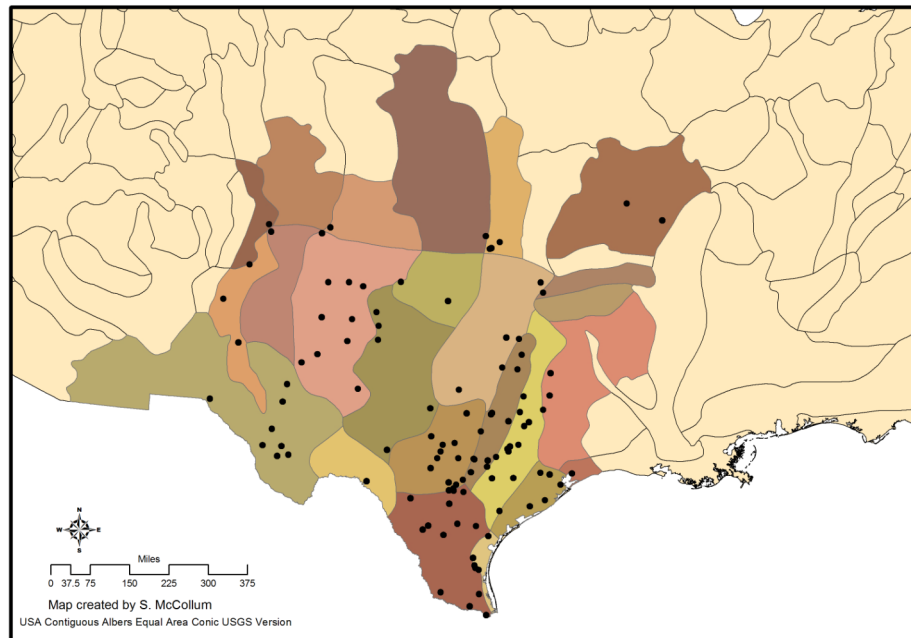 N
W E
S
Miles
0 37.5 75 150 225 300 375
Map created by S. McCollum
USA Contiguous Albers Equal Area Conic USGS Version